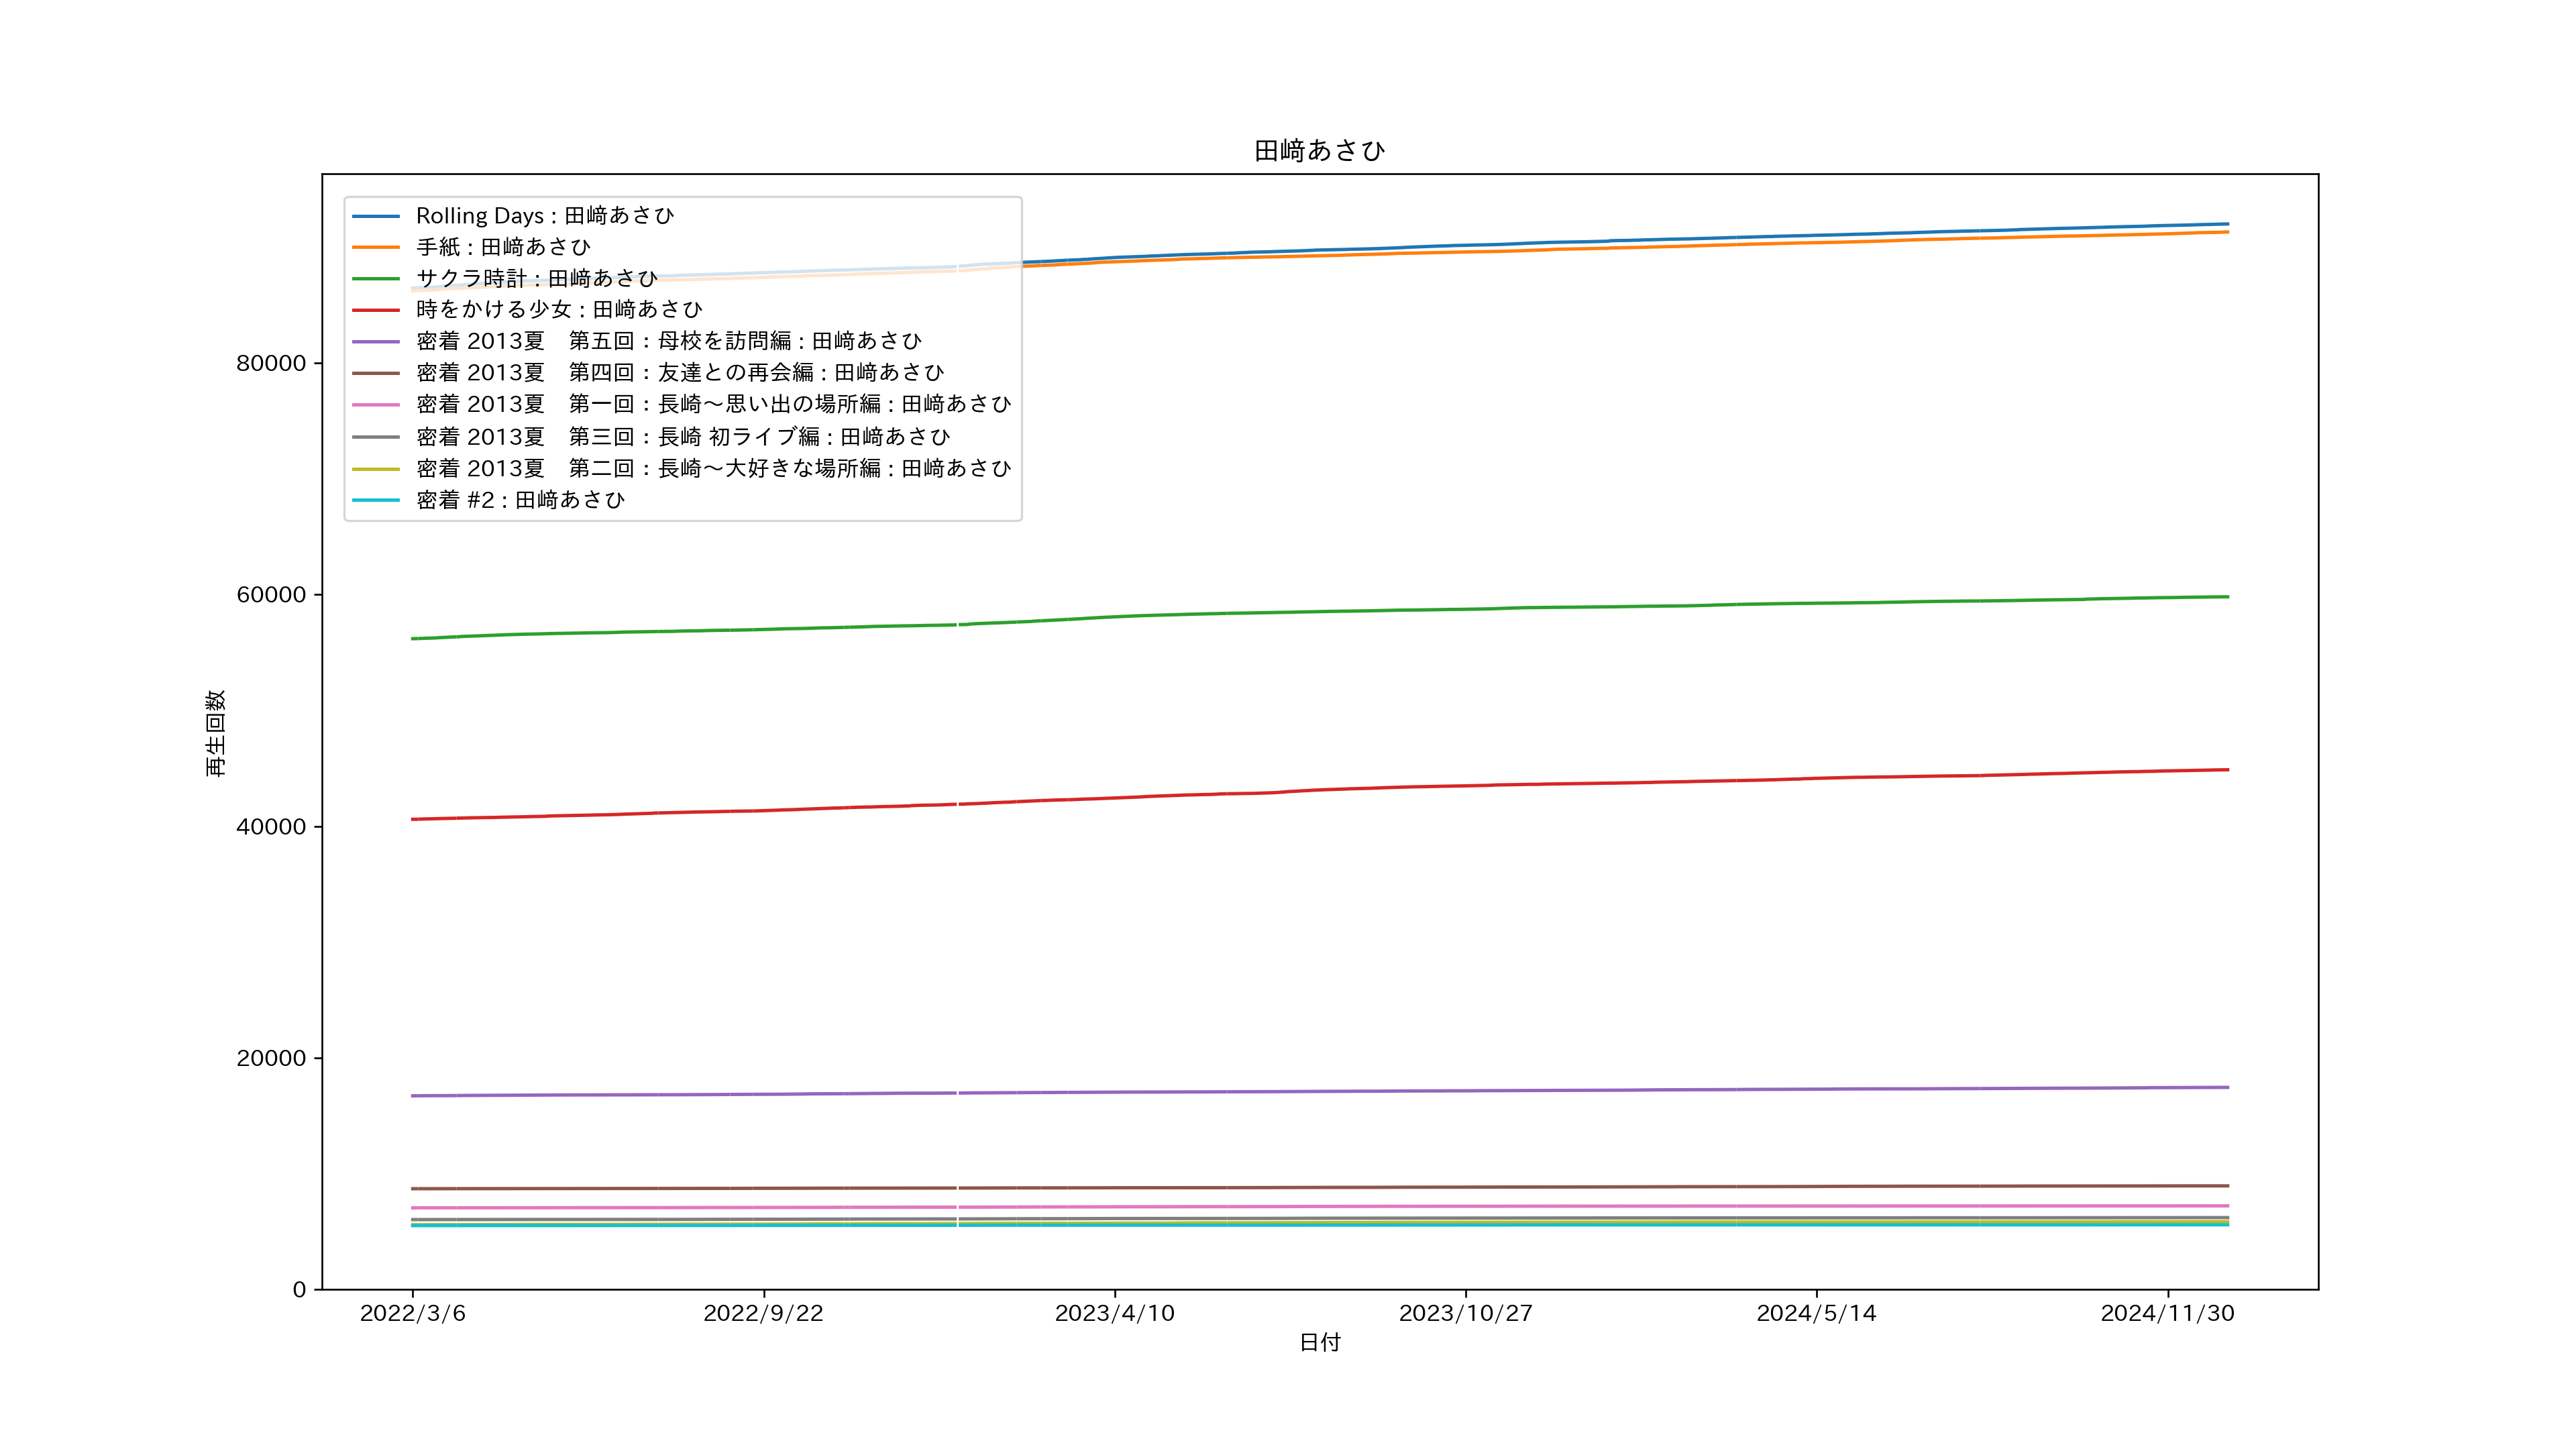 田﨑あさひ
Rolling Days : 田﨑あさひ
手紙 : 田﨑あさひ
サクラ時計 : 田﨑あさひ
時をかける少女 : 田﨑あさひ
密着 2013夏　第五回：母校を訪問編 : 田﨑あさひ
密着 2013夏　第四回：友達との再会編 : 田﨑あさひ
密着 2013夏　第一回：長崎～思い出の場所編 : 田﨑あさひ
密着 2013夏　第三回：長崎 初ライブ編 : 田﨑あさひ
密着 2013夏　第二回：長崎～大好きな場所編 : 田﨑あさひ
密着 #2 : 田﨑あさひ
再生回数
80000
60000
40000
20000
0
2022/3/6 2022/9/22 2023/4/10 2023/10/27 2024/5/14 2024/11/30
日付